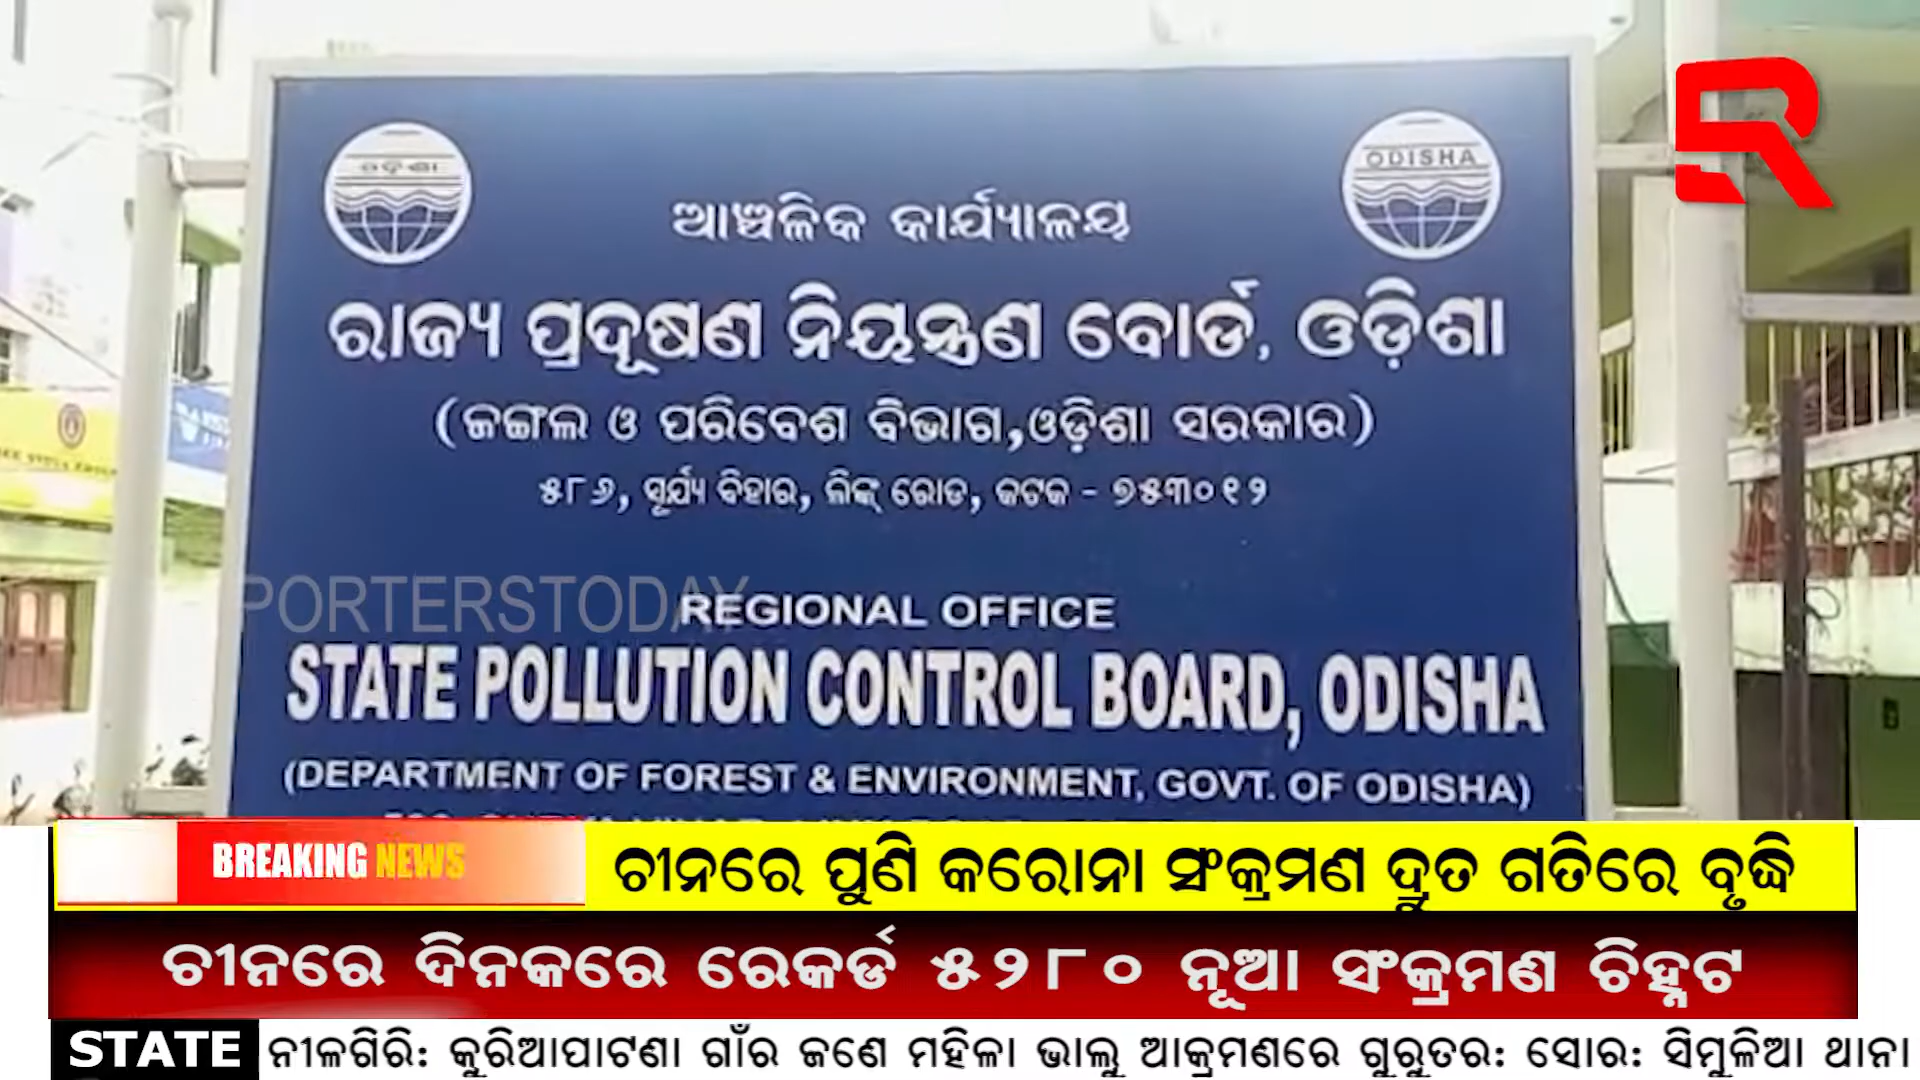 ଓଡ଼ିଶା
ODISHA
ଆଞ୍ଚଳିକ କାର୍ଯ୍ୟାଳୟ
ରାଜ୍ୟ ପ୍ରଦୂଷଣ ନିୟନ୍ତ୍ରଣ ବୋର୍ଡ, ଓଡ଼ିଶା
(ଜଙ୍ଗଲ ଓ ପରିବେଶ ବିଭାଗ,ଓଡ଼ିଶା ସରକାର)
୫୮୬, ସୂର୍ଯ୍ୟ ବିହାର, ଲିଙ୍କ୍ ରୋଡ, କଟକ - ୭୫୩୦୧୨
PORTERSTODAY
REGIONAL OFFICE
STATE POLLUTION CONTROL BOARD, ODISHA
(DEPARTMENT OF FOREST & ENVIRONMENT, GOVT. OF ODISHA)
BREAKING NEWS
ଚୀନରେ ପୁଣି କରୋନା ସଂକ୍ରମଣ ଦ୍ରୁତ ଗତିରେ ବୃଦ୍ଧି
ଚୀନରେ ଦିନକରେ ରେକର୍ଡ ୫୨୮୦ ନୂଆ ସଂକ୍ରମଣ ଚିହ୍ନଟ
STATE ନୀଳଗିରି: କୁରିଆପାଟଣା ଗାଁର ଜଣେ ମହିଳା ଭାଲୁ ଆକ୍ରମଣରେ ଗୁରୁତର: ସୋର: ସିମୁଳିଆ ଥାନା